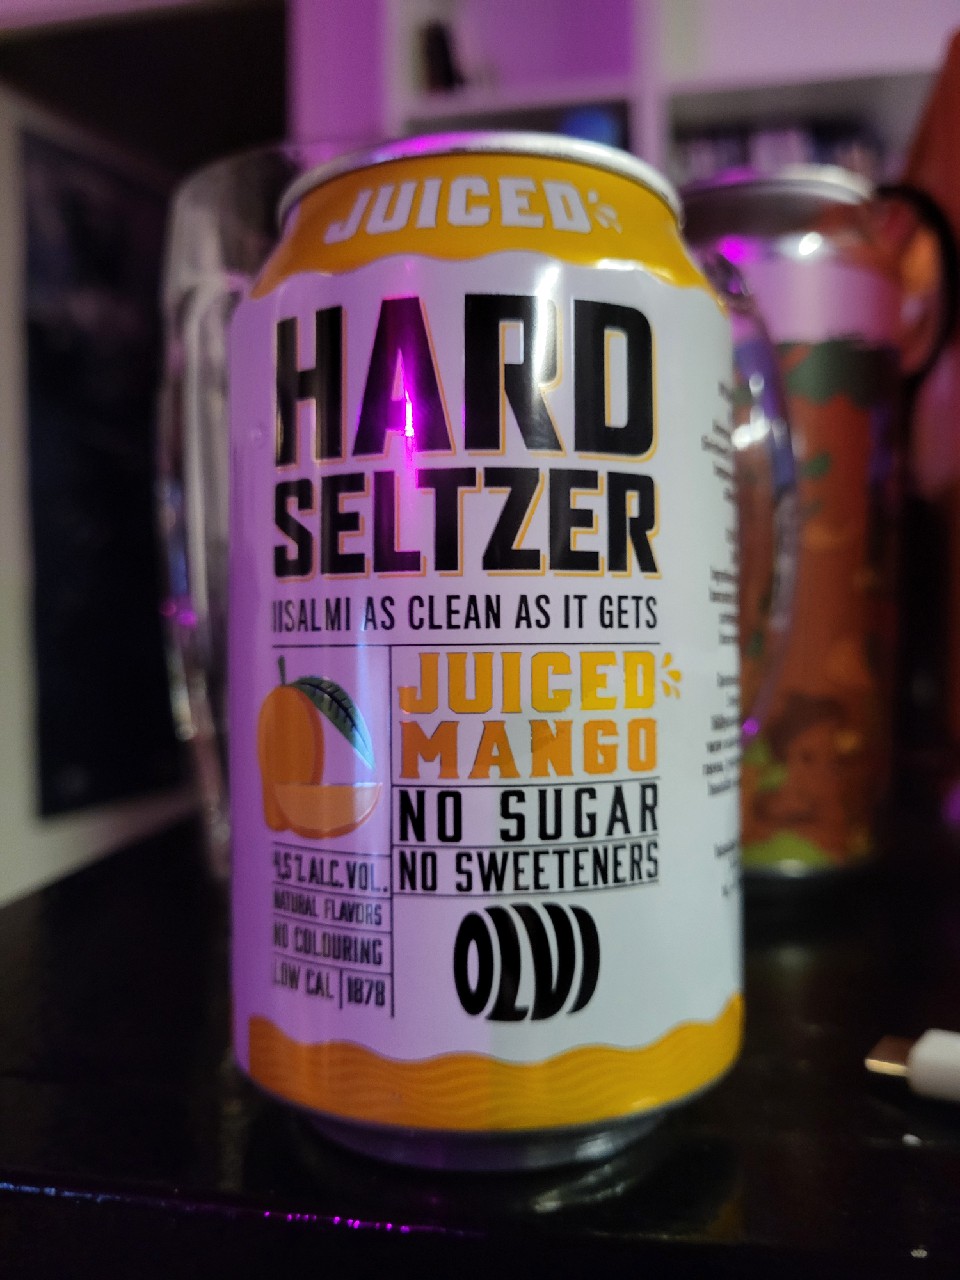 JUICED
HARD
SELTZER
IISALMI AS CLEAN AS IT GETS
JUICED
MANGO
NO SUGAR
NO SWEETENERS
4,5% ALC. VOL.
NATURAL FLAVORS
NO COLOURING
LOW CAL 1878
OLVI